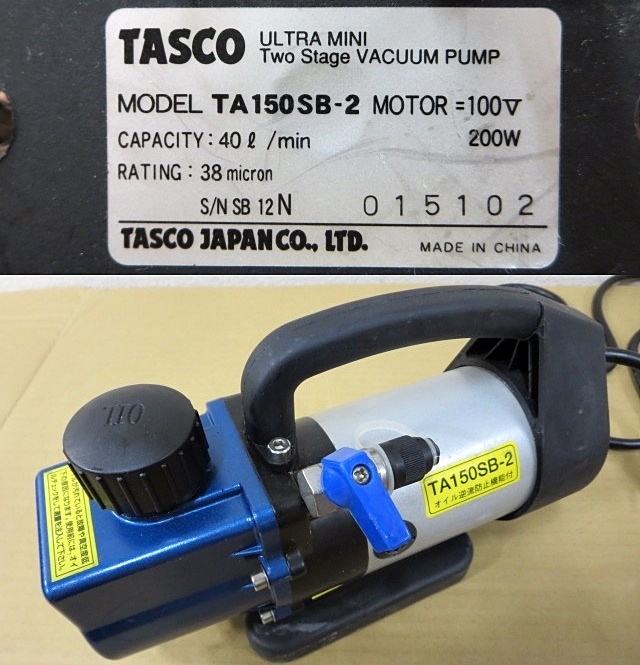 TASCO ULTRA MINI
Two Stage VACUUM PUMP
MODEL TA150SB-2 MOTOR=100V
CAPACITY: 40 ℓ /min 200W
RATING: 38 micron
S/N SB 12N 015102
TASCO JAPAN CO., LTD. MADE IN CHINA
OIL
TA150SB-2
オイル逆流防止機能付